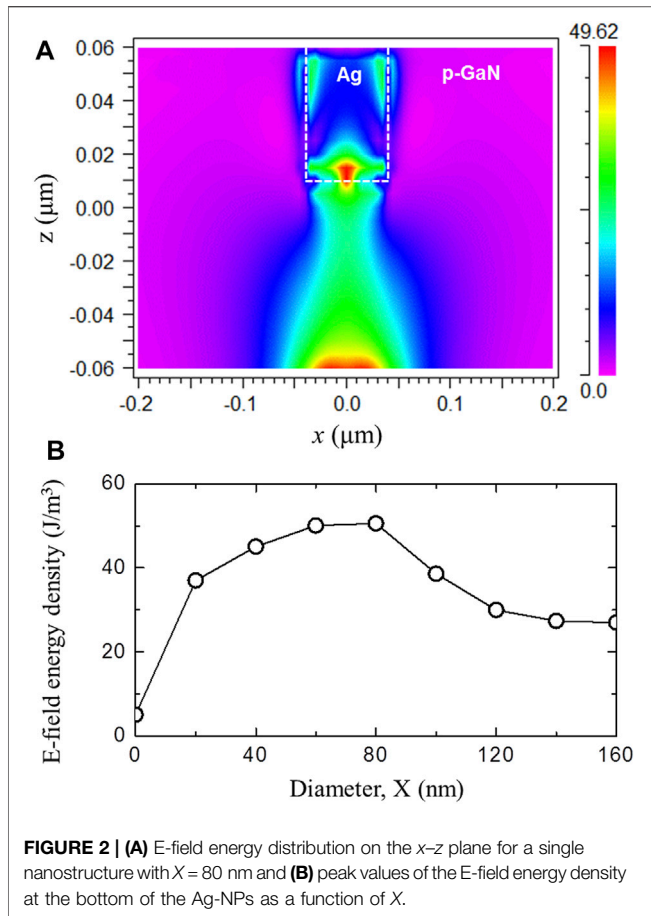 A
0.06
0.04
0.02
0.00
-0.02
-0.04
-0.06
z (μm)
Ag
p-GaN
49.62
0.0
-0.2
-0.1
0.0
0.1
0.2
x (μm)
B
60
40
20
0
E-field energy density (J/m³)
0
40
80
120
160
Diameter, X (nm)
FIGURE 2 | (A) E-field energy distribution on the x–z plane for a single
nanostructure with X = 80 nm and (B) peak values of the E-field energy density
at the bottom of the Ag-NPs as a function of X.